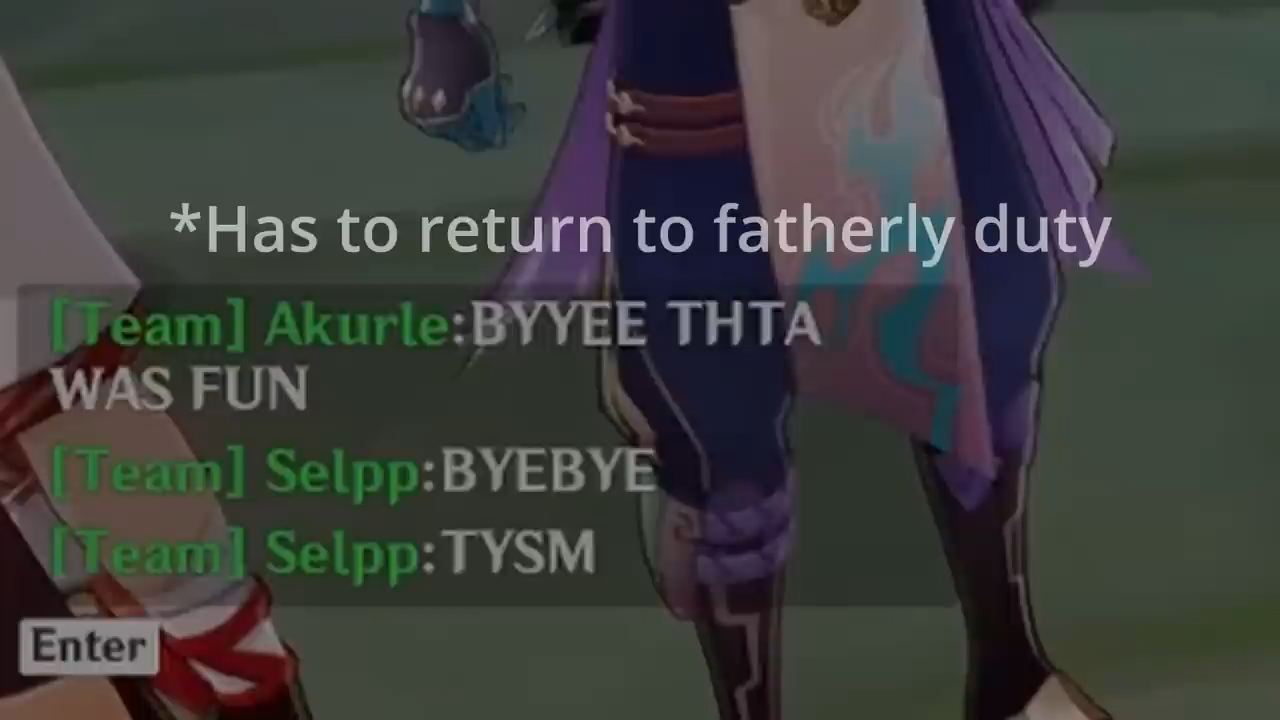 *Has to return to fatherly duty
[Team] Akurle:BYYEE THTA
WAS FUN
[Team] Selpp:BYEBYE
[Team] Selpp:TYSM
Enter